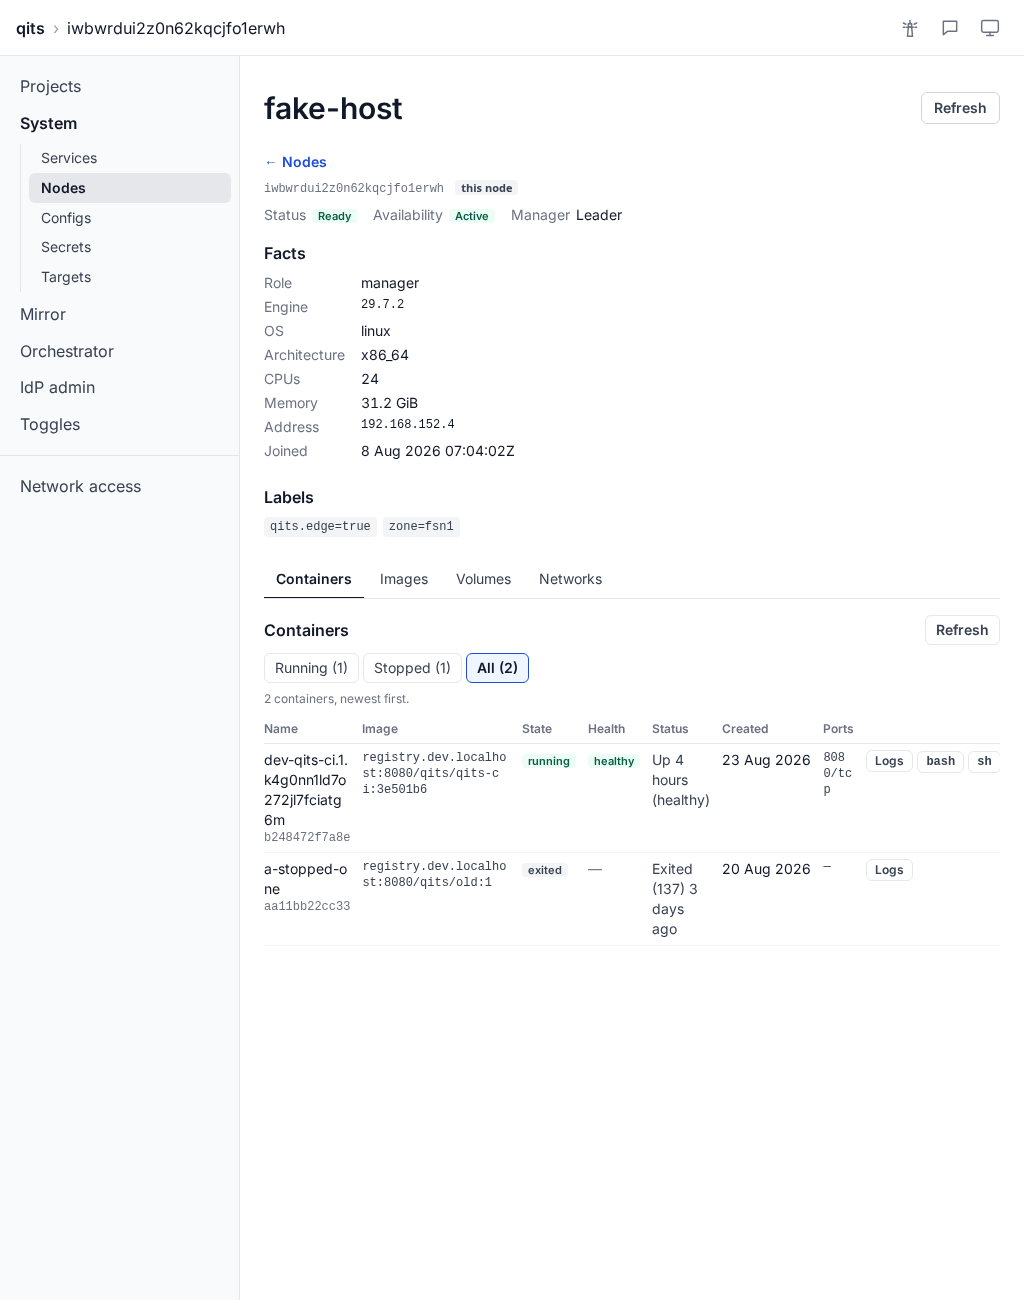 qits › iwbwrdui2z0n62kqcjfo1erwh
Projects
System
Services
Nodes
Configs
Secrets
Targets
Mirror
Orchestrator
IdP admin
Toggles
Network access
fake-host
Refresh
← Nodes
iwbwrdui2z0n62kqcjfo1erwh this node
Status Ready Availability Active Manager Leader
Facts
Role manager
Engine 29.7.2
OS linux
Architecture x86_64
CPUs 24
Memory 31.2 GiB
Address 192.168.152.4
Joined 8 Aug 2026 07:04:02Z
Labels
qits.edge=true zone=fsn1
Containers Images Volumes Networks
Containers
Refresh
Running (1) Stopped (1) All (2)
2 containers, newest first.
Name Image State Health Status Created Ports
dev-qits-ci.1.
k4g0nn1ld7o
272jl7fciatg
6m
b248472f7a8e
registry.dev.localho
st:8080/qits/qits-c
i:3e501b6
running
healthy
Up 4
hours
(healthy)
23 Aug 2026
808
0/tc
p
Logs bash sh
a-stopped-o
ne
aa11bb22cc33
registry.dev.localho
st:8080/qits/old:1
exited
—
Exited
(137) 3
days
ago
20 Aug 2026
—
Logs